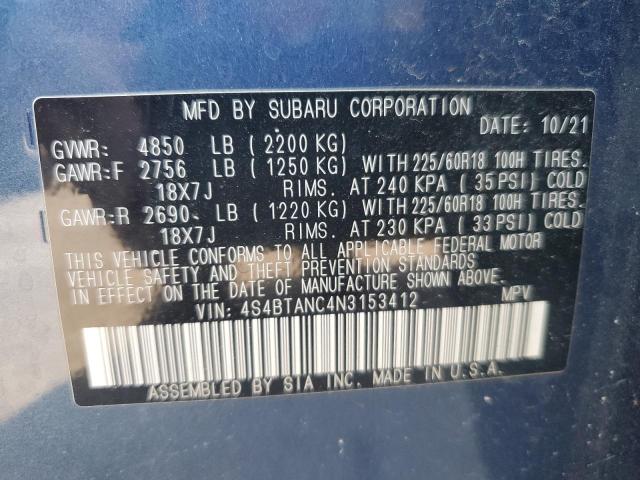 MFD BY SUBARU CORPORATION
DATE: 10/21
GVWR: 4850 LB (2200 KG)
GAWR:F 2756 LB (1250 KG) WITH 225/60R18 100H TIRES.
18X7J RIMS. AT 240 KPA (35PSI) COLD
GAWR:R 2690 LB (1220 KG) WITH 225/60R18 100H TIRES.
18X7J RIMS. AT 230 KPA (33PSI) COLD
THIS VEHICLE CONFORMS TO ALL APPLICABLE FEDERAL MOTOR
VEHICLE SAFETY AND THEFT PREVENTION STANDARDS
IN EFFECT ON THE DATE OF MANUFACTURE SHOWN ABOVE.
VIN: 4S4BTANC4N3153412 MPV
ASSEMBLED BY SIA INC. MADE IN U.S.A.